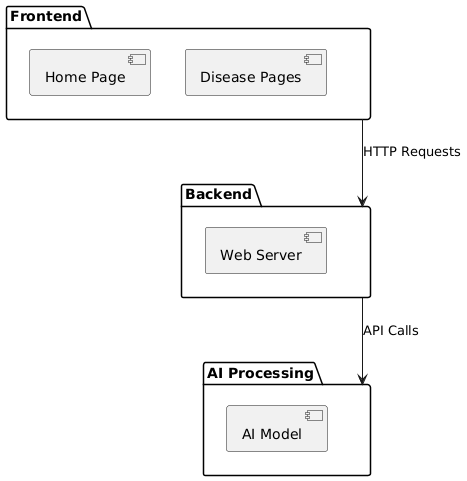 Frontend
Home Page
Disease Pages
HTTP Requests
Backend
Web Server
API Calls
AI Processing
AI Model